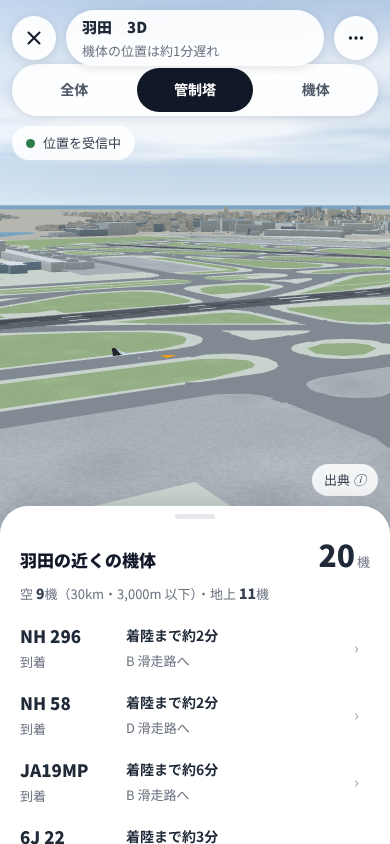 羽田　3D
機体の位置は約1分遅れ
全体
管制塔
機体
位置を受信中
出典 ⓘ
羽田の近くの機体
20機
空 9機（30km・3,000m 以下）・地上 11機
NH 296
着陸まで約2分
到着
B 滑走路へ
NH 58
着陸まで約2分
到着
D 滑走路へ
JA19MP
着陸まで約6分
到着
B 滑走路へ
6J 22
着陸まで約3分